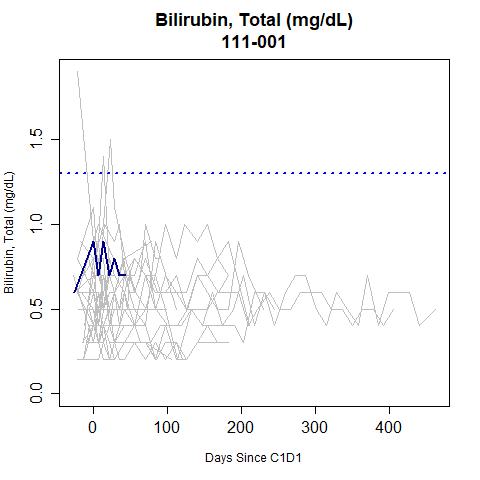 Bilirubin, Total (mg/dL)
111-001
Bilirubin, Total (mg/dL)
1.5
1.0
0.5
0.0
0 100 200 300 400
Days Since C1D1